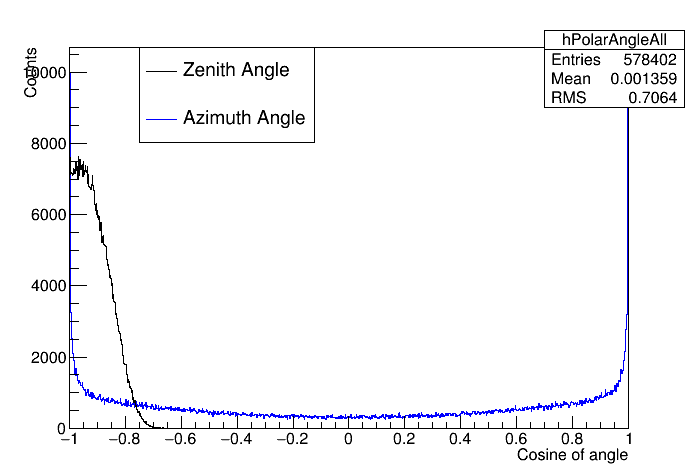 hPolarAngleAll
Entries 578402
Mean 0.001359
RMS 0.7064
Zenith Angle
Azimuth Angle
Counts
10000
8000
6000
4000
2000
0
−1 −0.8 −0.6 −0.4 −0.2 0 0.2 0.4 0.6 0.8 1
Cosine of angle